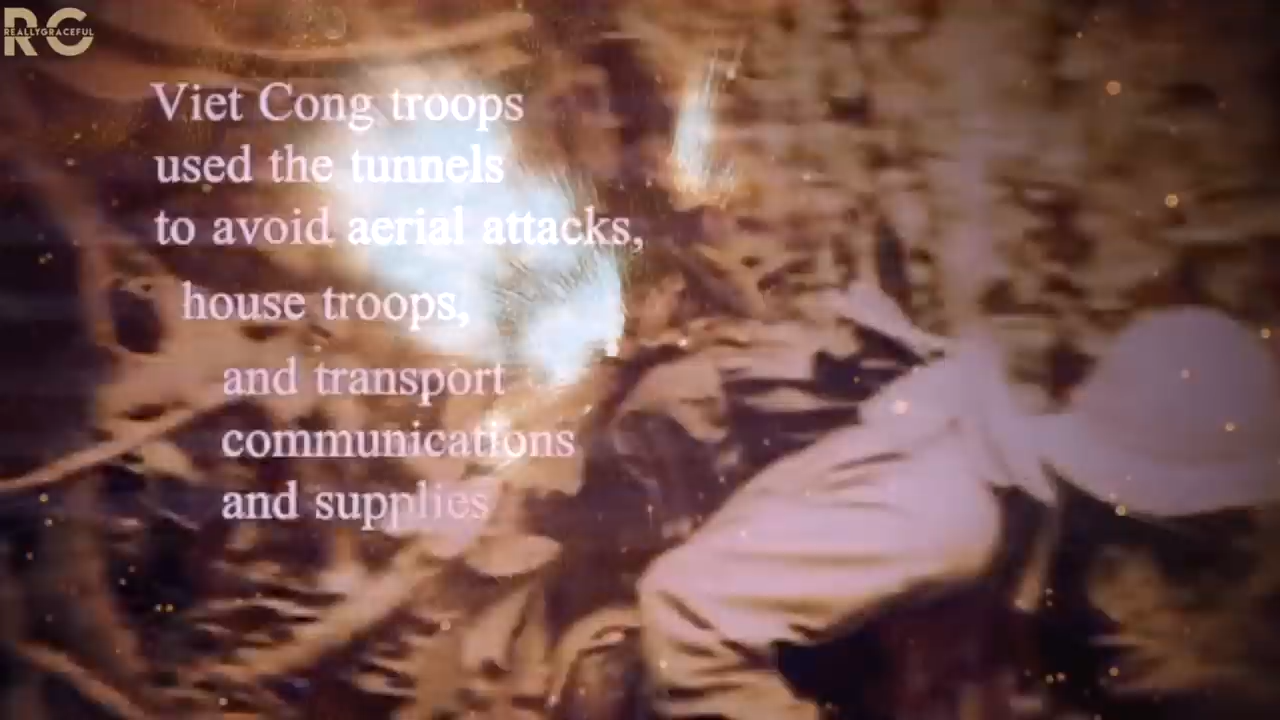 RG
REALLYGRACEFUL
Viet Cong troops
used the tunnels
to avoid aerial attacks,
house troops,
and transport
communications
and supplies